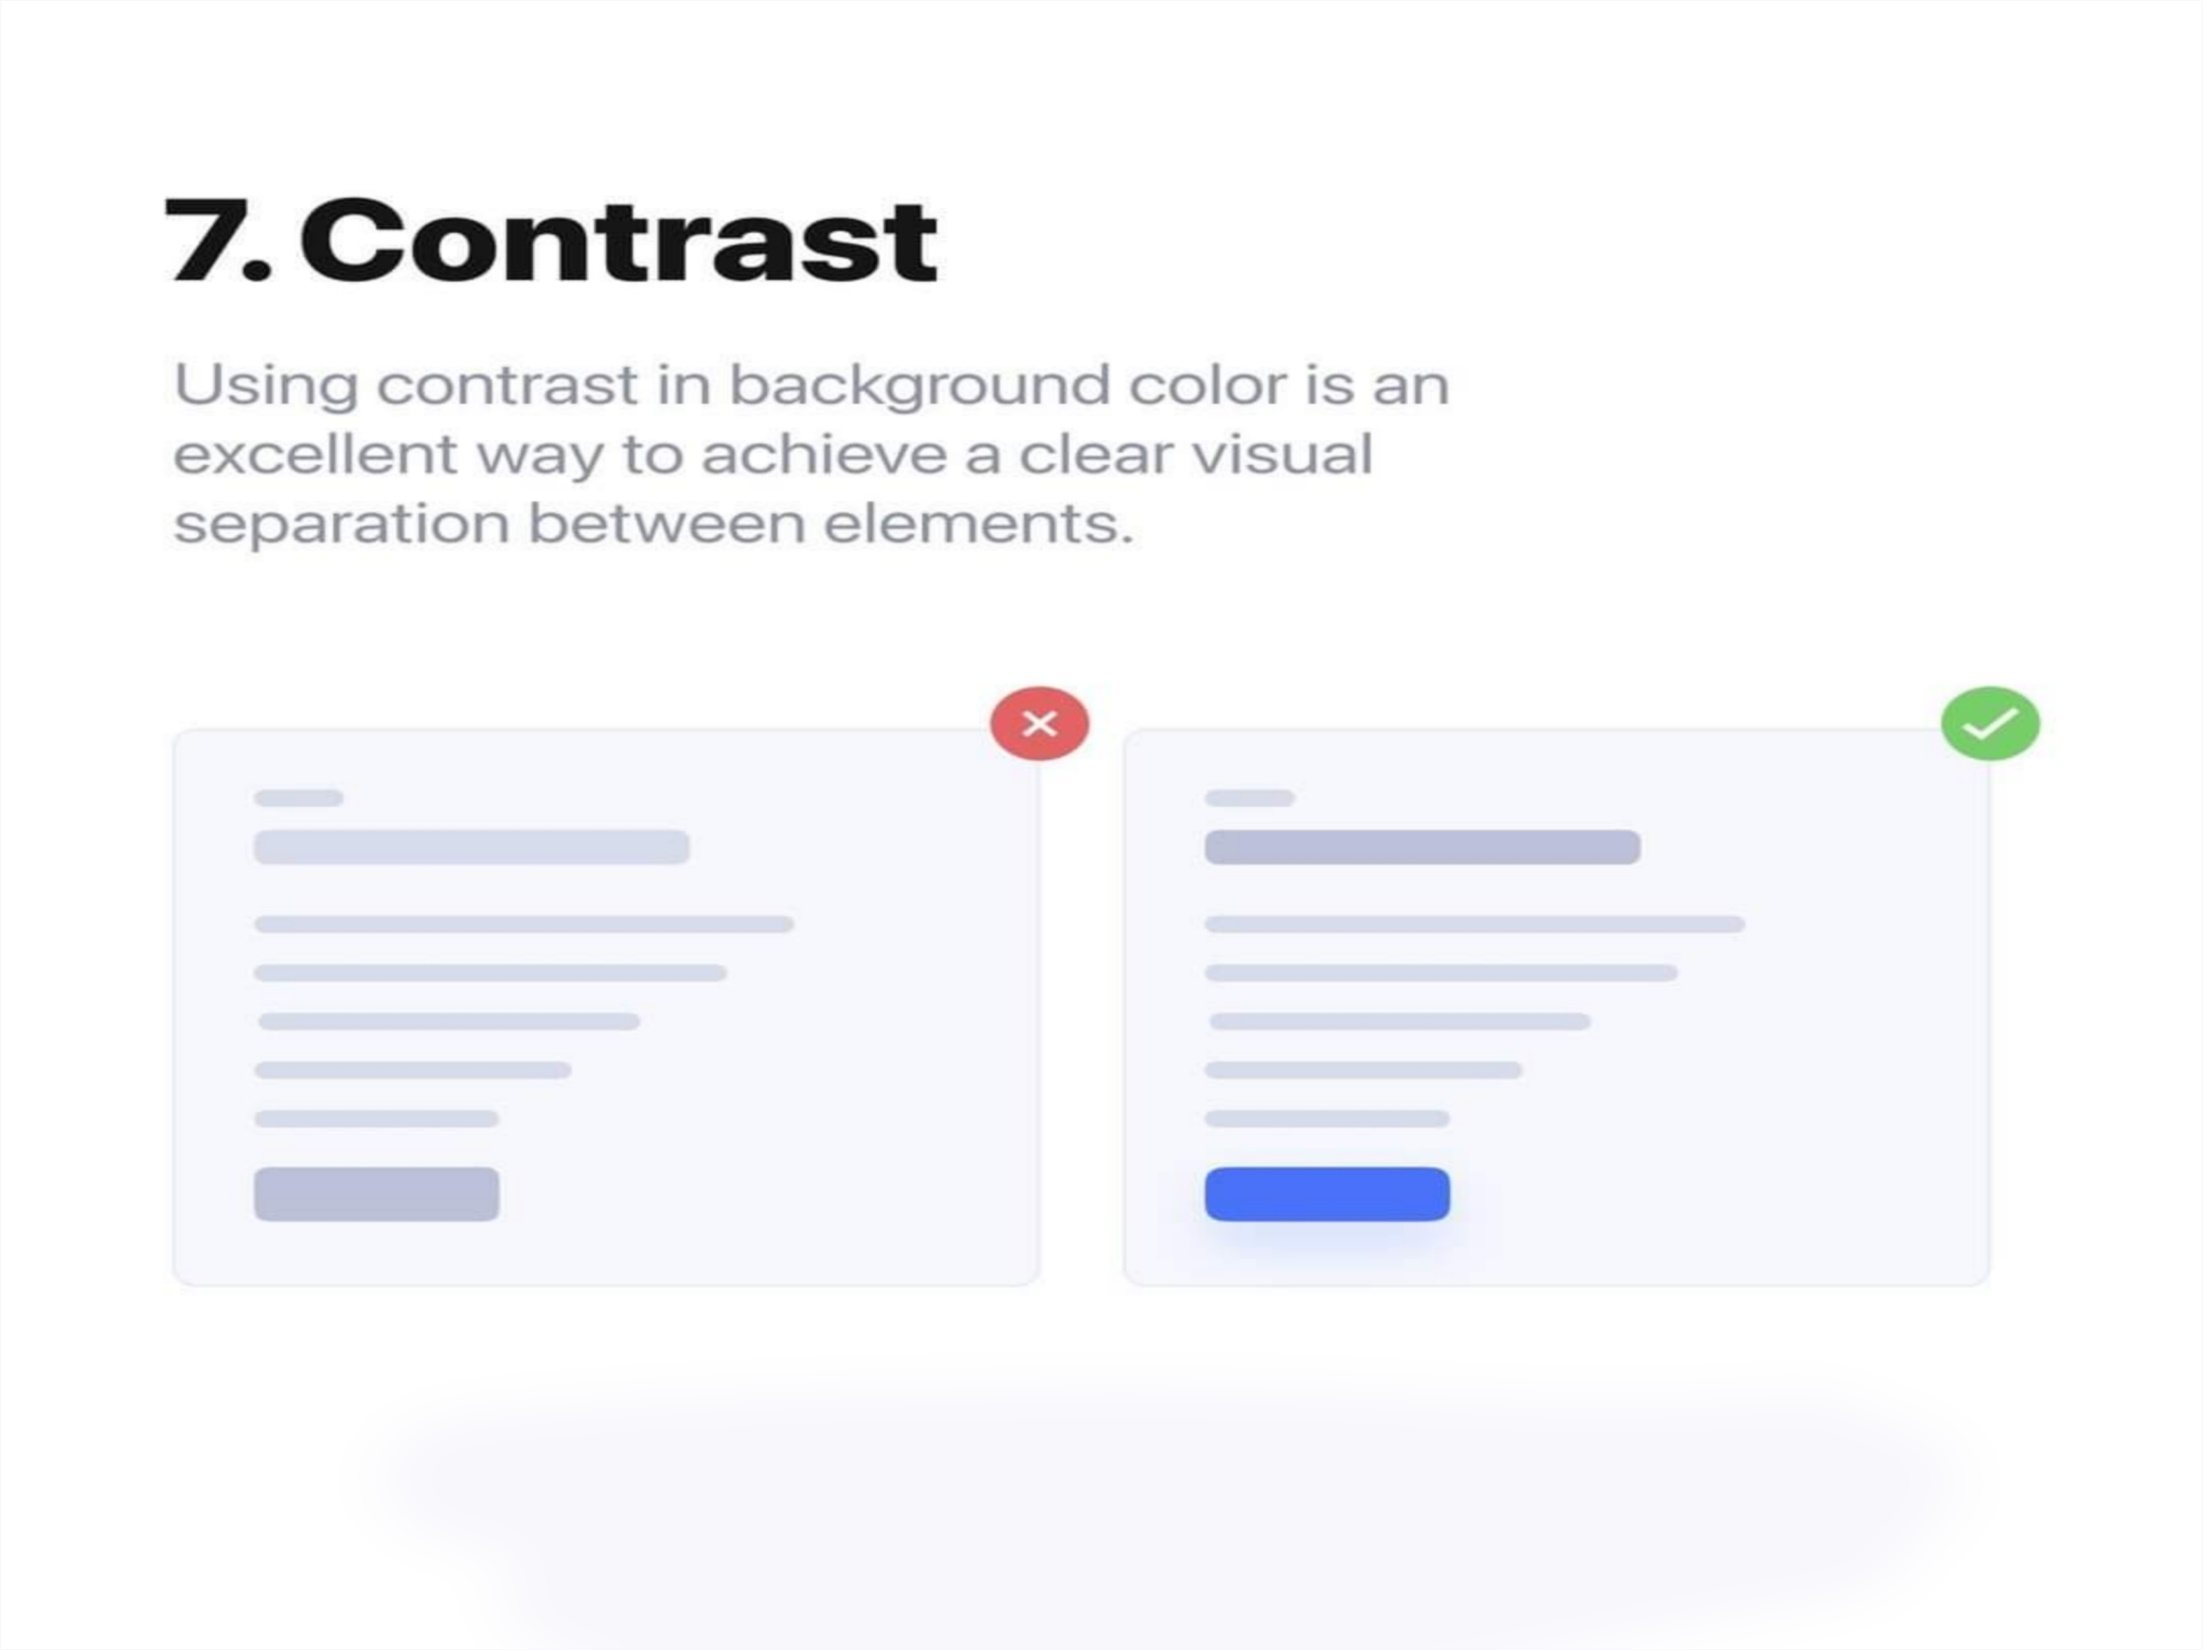 7. Contrast
Using contrast in background color is an
excellent way to achieve a clear visual
separation between elements.